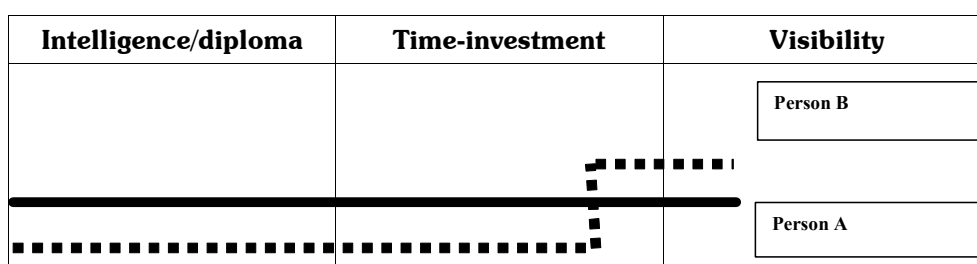 Intelligence/diploma Time-investment Visibility
Person B
Person A